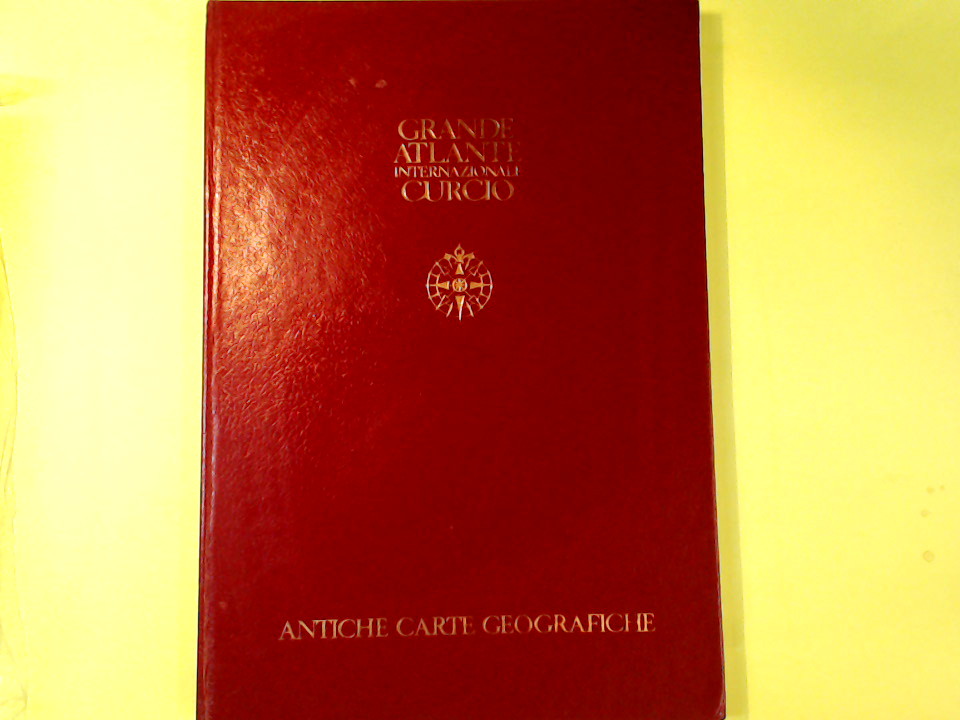 GRANDE
ATLANTE
INTERNAZIONALE
CURCIO
ANTICHE CARTE GEOGRAFICHE